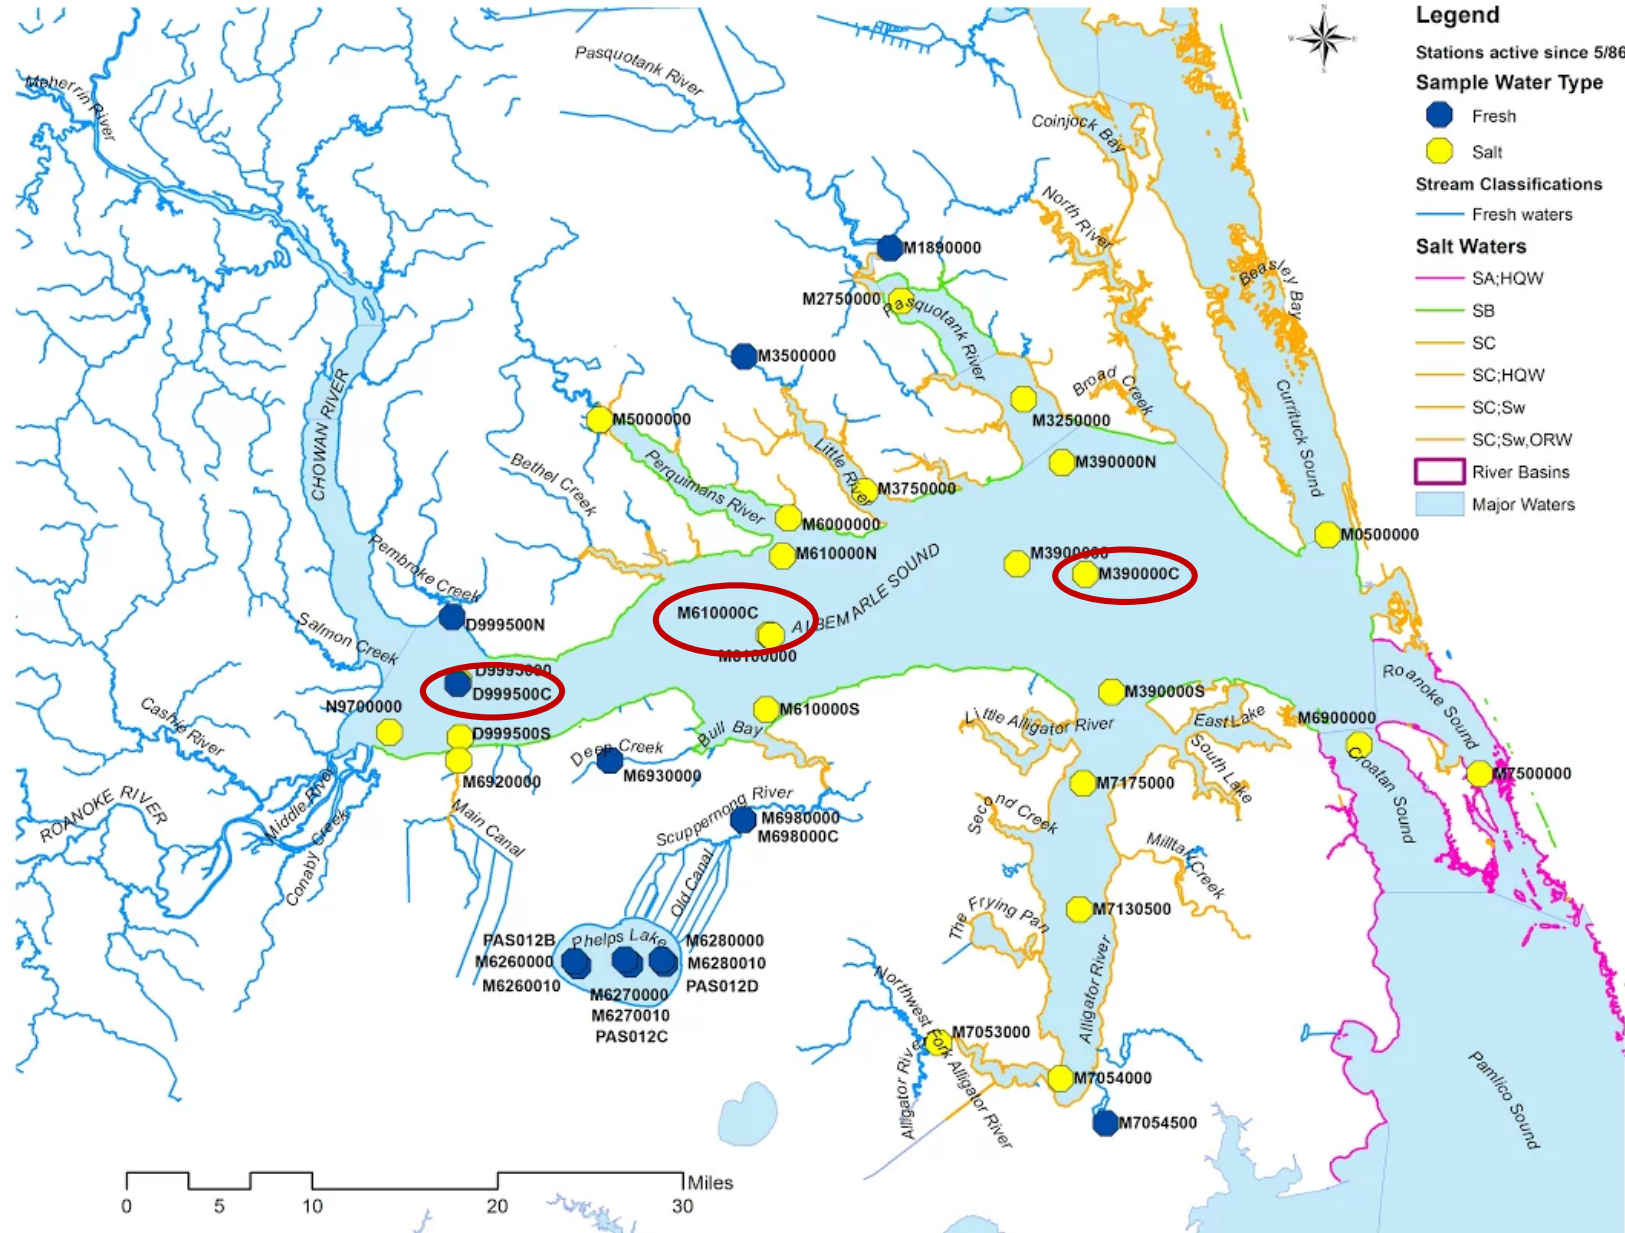 Legend
Stations active since 5/86
Sample Water Type
Fresh
Salt
Stream Classifications
Fresh waters
Salt Waters
SA;HQW
SB
SC
SC;HQW
SC;Sw
SC;Sw,ORW
River Basins
Major Waters
N
W
E
S
Meherrin River
Pasquotank River
Coinjock Bay
North River
M1890000
Beasley Bay
M2750000
Pasquotank River
M3500000
CHOWAN RIVER
Broad Creek
Currituck Sound
M5000000
M3250000
Little River
M390000N
Bethel Creek
Perquimans River
M3750000
M6000000
M0500000
M610000N
Pembroke Creek
ALBEMARLE SOUND
M3900000
M390000C
M610000C
D999500N
Salmon Creek
M6100000
D9995000
D999500C
Roanoke Sound
M390000S
N9700000
M610000S
Cashie River
Little Alligator River
East Lake
M6900000
D999500S
Bull Bay
Deep Creek
South Lake
Croatan Sound
M6920000
M6930000
M7175000
M7500000
ROANOKE RIVER
Middle River
Main Canal
Scuppernong River
M6980000
M698000C
Second Creek
Conaby Creek
Old Canal
Milltail Creek
The Frying Pan
M7130500
PAS012B
Phelps Lake
M6280000
M6260000
M6280010
M6260010
PAS012D
M6270000
M6270010
PAS012C
Northwest Fork Alligator River
Alligator River
M7053000
Alligator River
M7054000
Pamlico Sound
M7054500
Miles
0 5 10 20 30